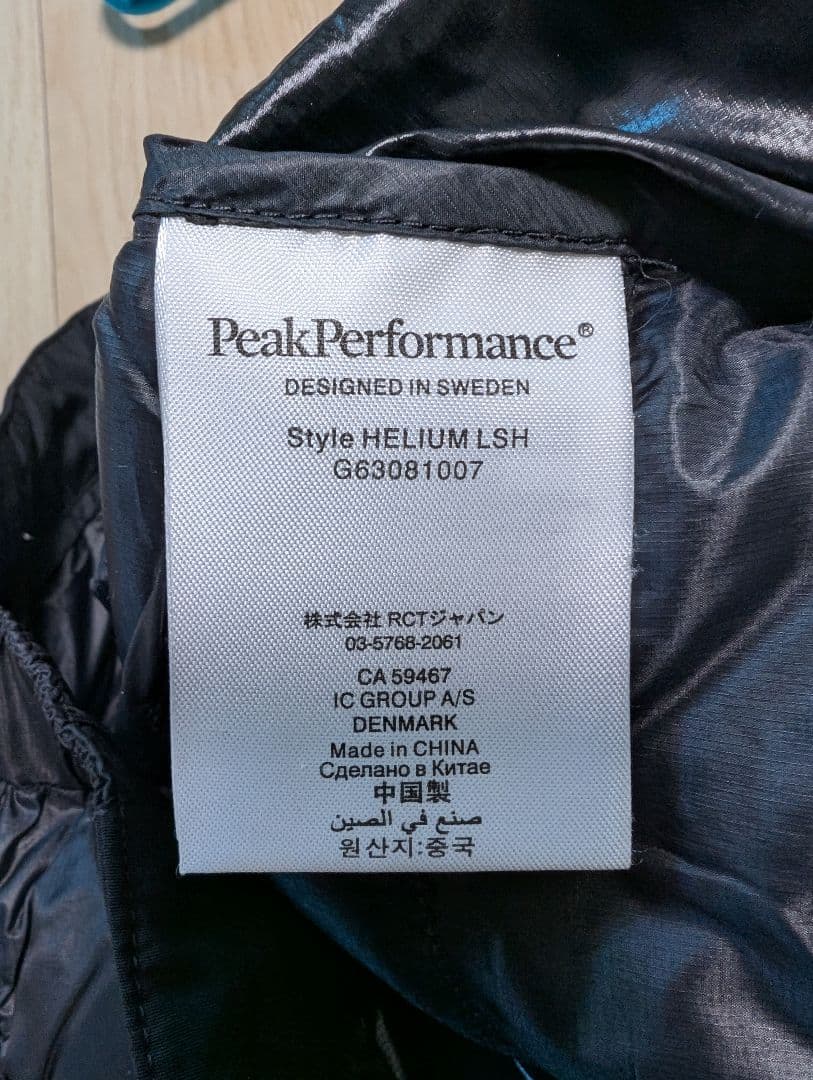 PeakPerformance®
DESIGNED IN SWEDEN
Style HELIUM LSH
G63081007
株式会社 RCTジャパン
03-5768-2061
CA 59467
IC GROUP A/S
DENMARK
Made in CHINA
Сделано в Китае
中国製
صنع في الصين
원산지:중국